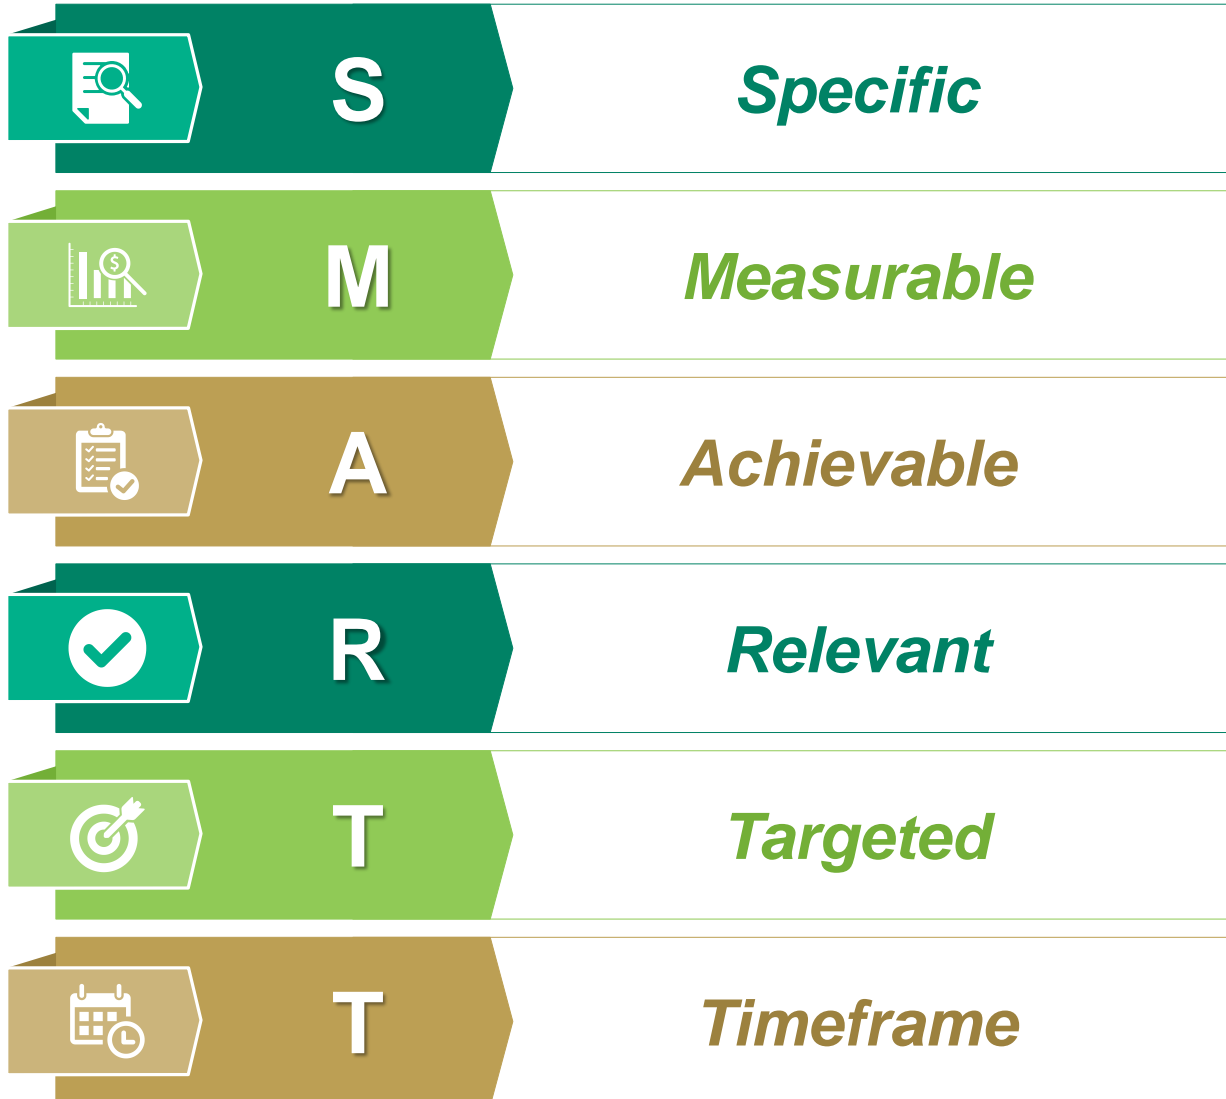 S Specific
M Measurable
A Achievable
R Relevant
T Targeted
T Timeframe